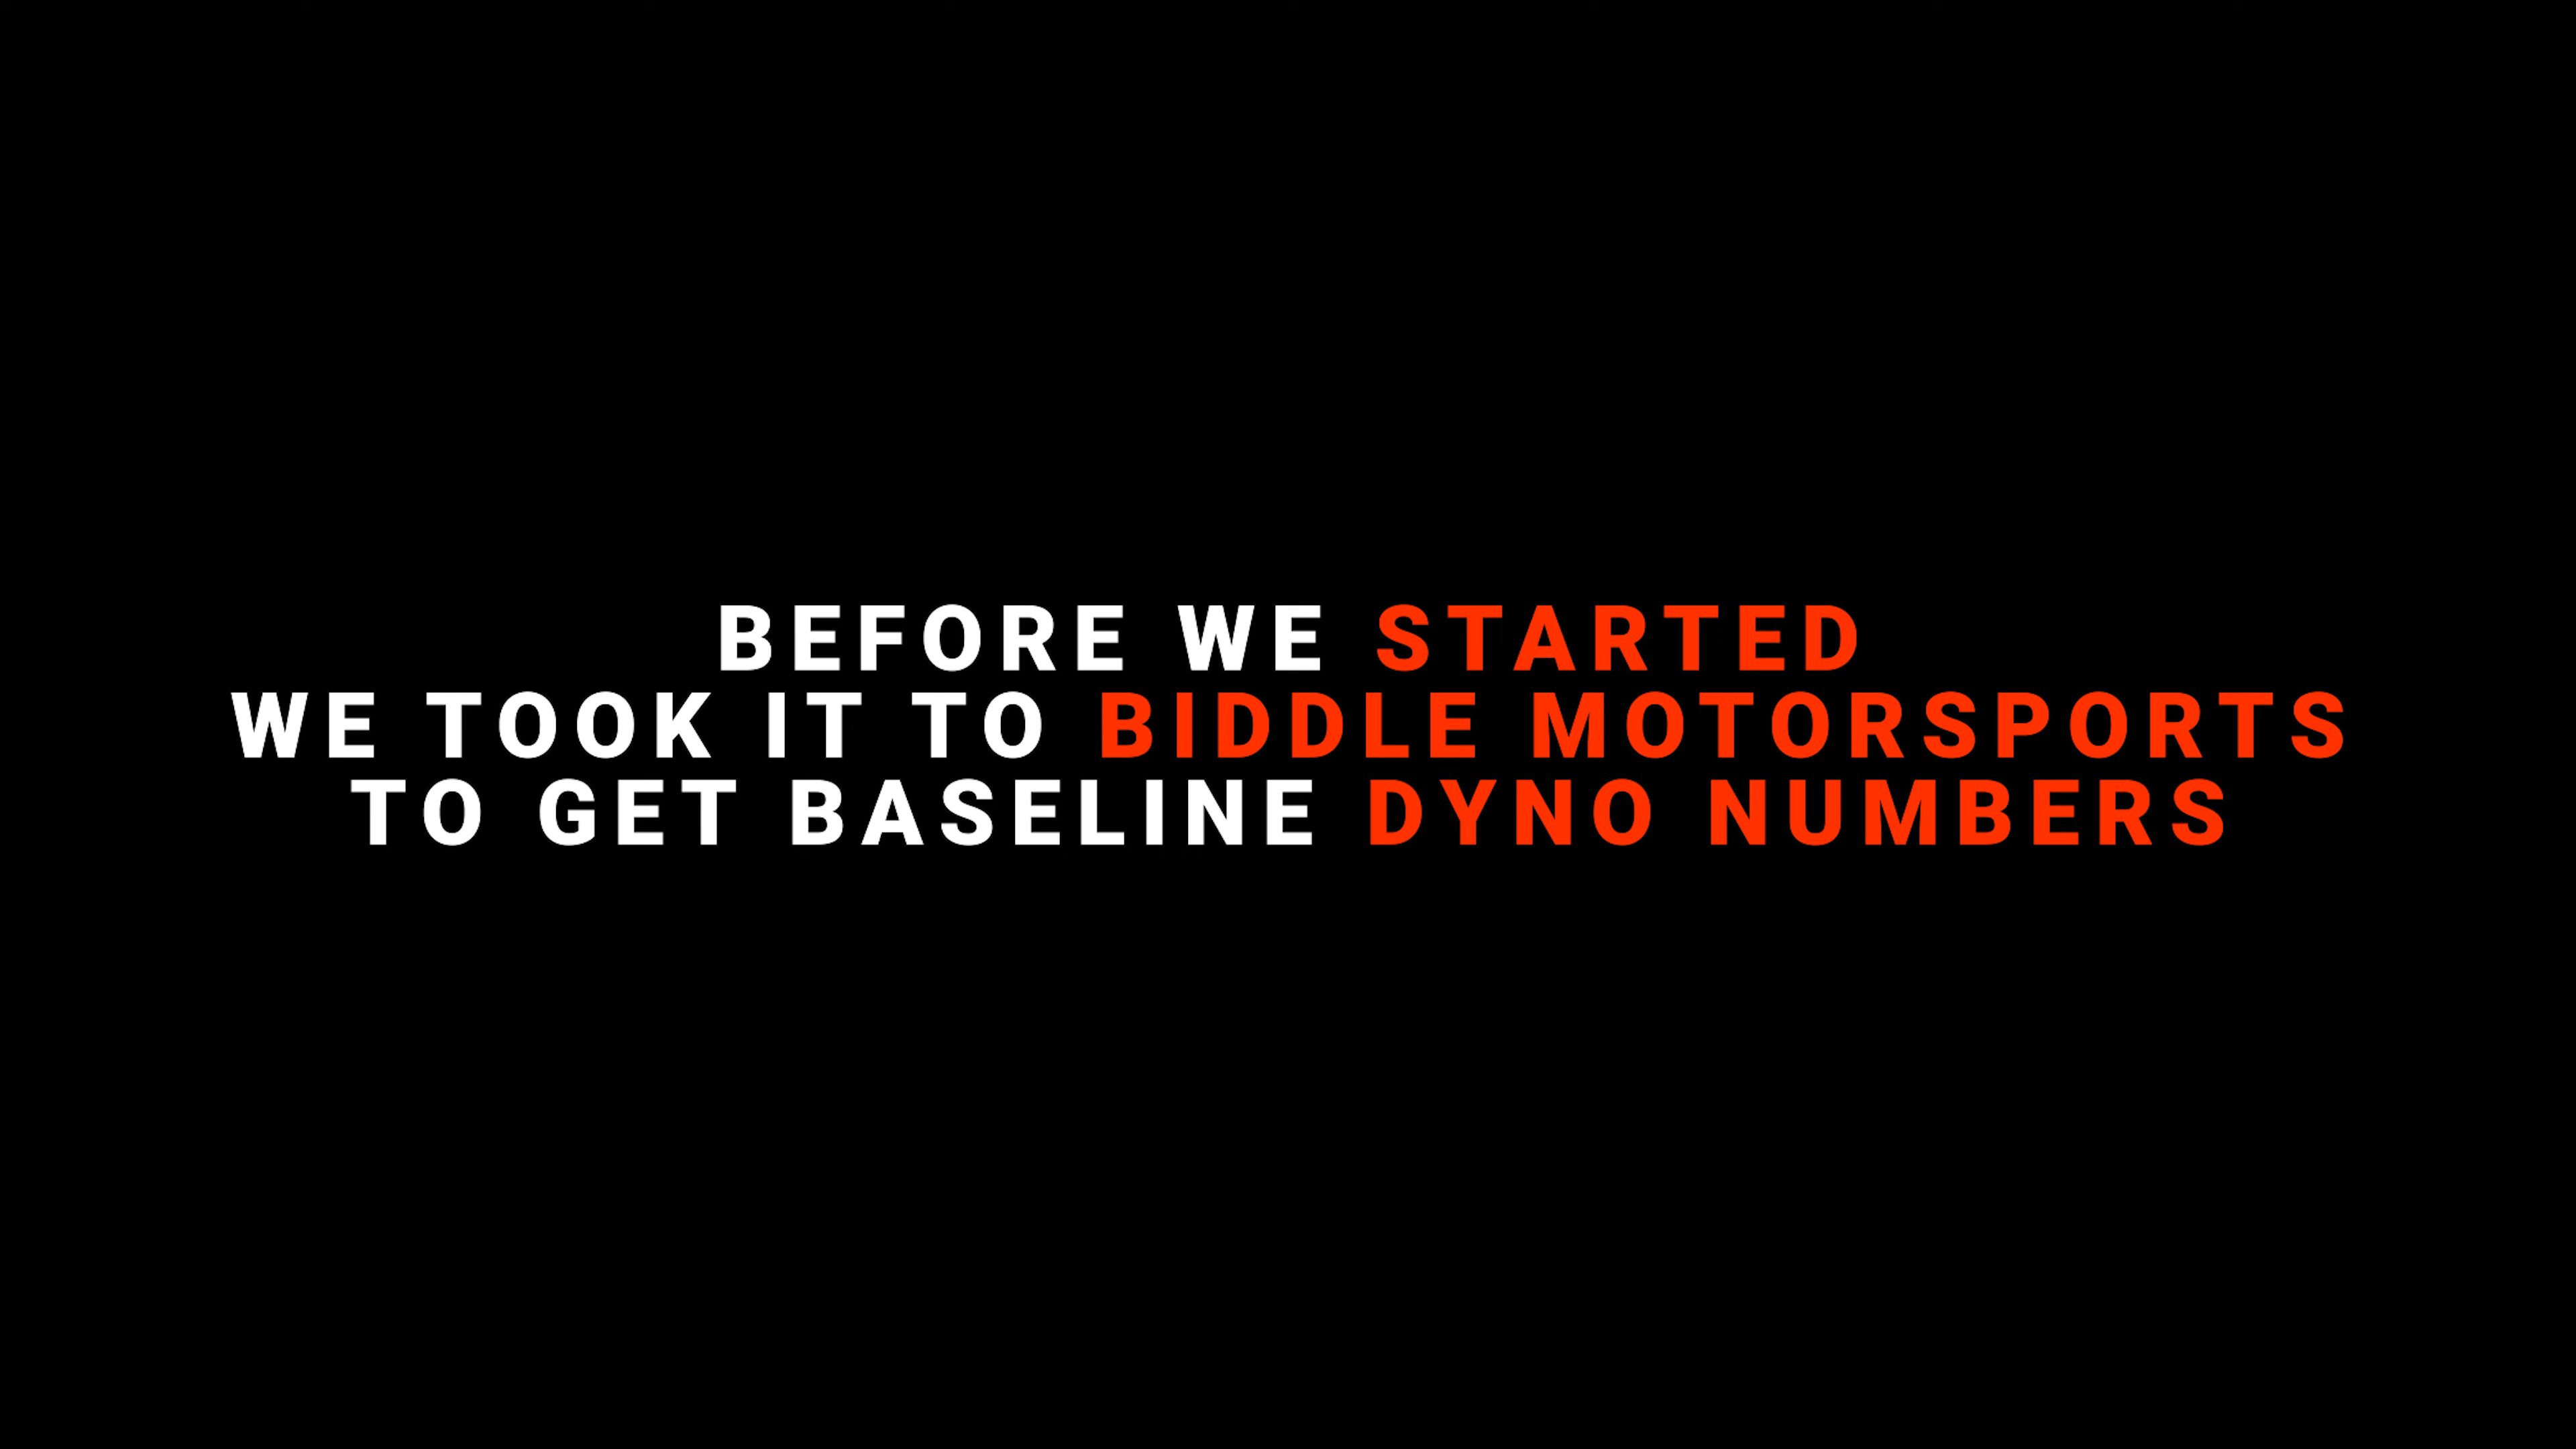 BEFORE WE STARTED
WE TOOK IT TO BIDDLE MOTORSPORTS
TO GET BASELINE DYNO NUMBERS